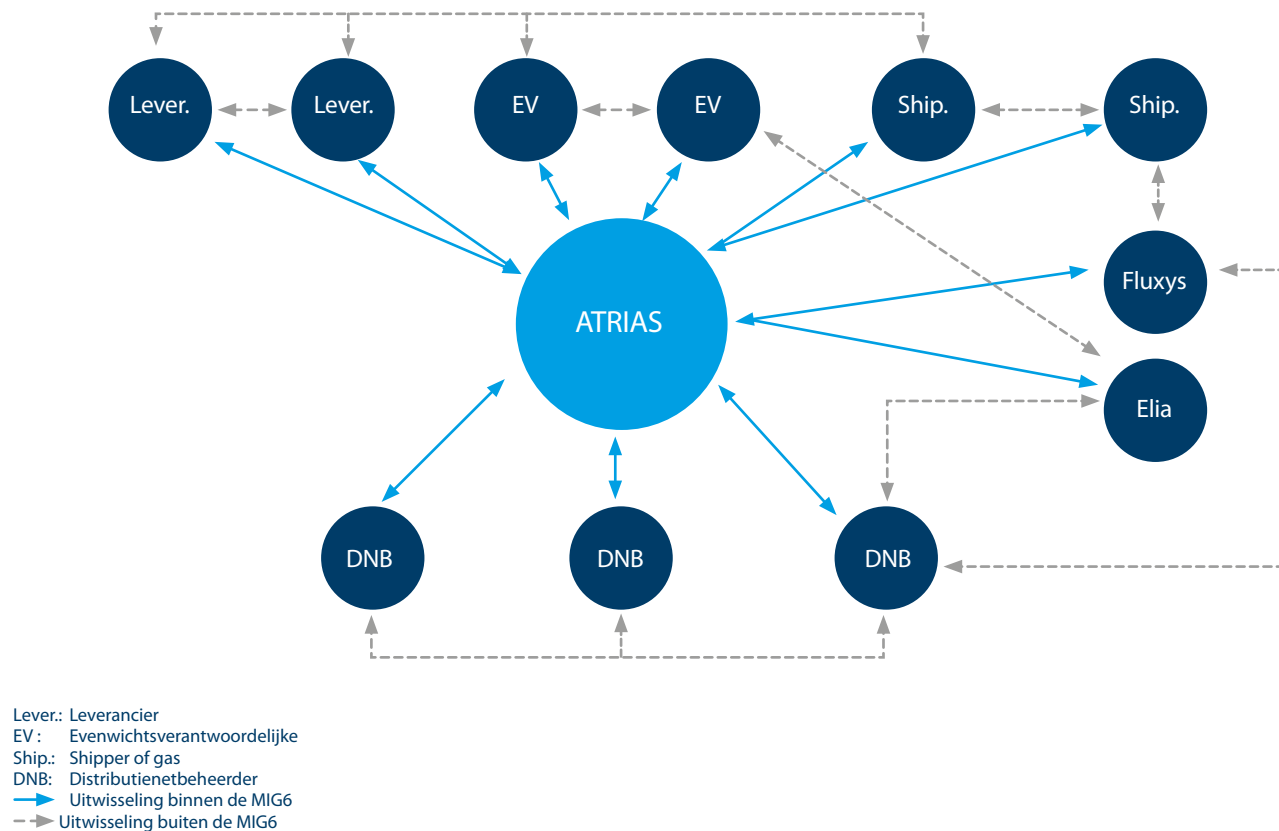 Lever.
Lever.
EV
EV
Ship.
Ship.
Fluxys
ATRIAS
Elia
DNB
DNB
DNB
Lever.: Leverancier
EV : Evenwichtsverantwoordelijke
Ship.: Shipper of gas
DNB: Distributienetbeheerder
Uitwisseling binnen de MIG6
Uitwisseling buiten de MIG6